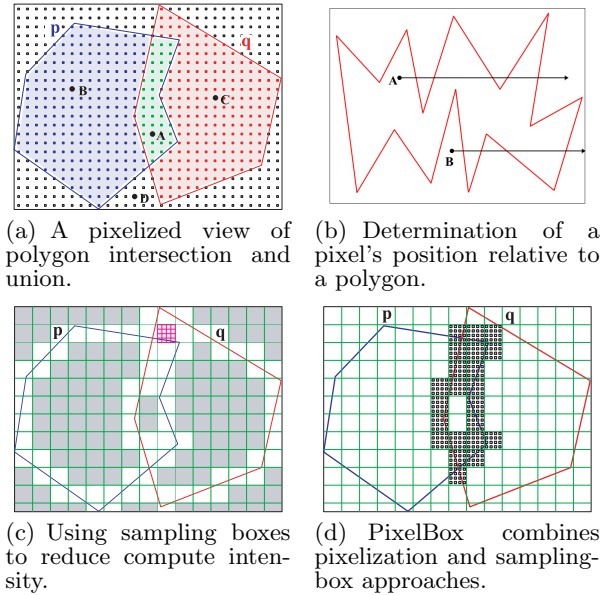 p
q
B
C
A
D
A
B
(a) A pixelized view of
polygon intersection and
union.
(b) Determination of a
pixel's position relative to
a polygon.
p
q
p
q
(c) Using sampling boxes
to reduce compute inten-
sity.
(d) PixelBox combines
pixelization and sampling-
box approaches.